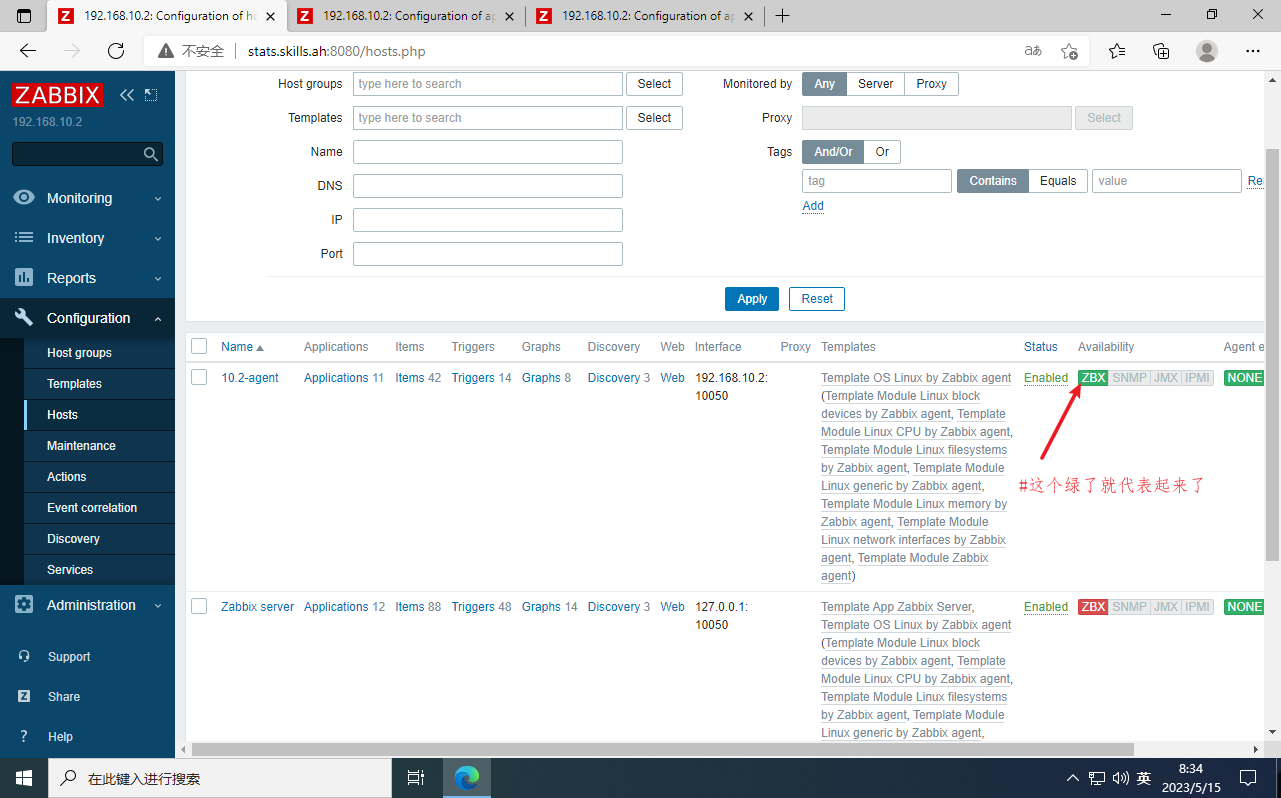 192.168.10.2: Configuration of ho
192.168.10.2: Configuration of ap
192.168.10.2: Configuration of ap
不安全
stats.skills.ah:8080/hosts.php
aあ
ZABBIX
192.168.10.2
Monitoring
Inventory
Reports
Configuration
Host groups
Templates
Hosts
Maintenance
Actions
Event correlation
Discovery
Services
Administration
Support
Share
Help
Host groups type here to search Select
Templates type here to search Select
Name
DNS
IP
Port
Monitored by Any Server Proxy
Proxy Select
Tags And/Or Or
tag Contains Equals value Re
Add
Apply Reset
Name Applications Items Triggers Graphs Discovery Web Interface Proxy Templates Status Availability Agent e
10.2-agent Applications 11 Items 42 Triggers 14 Graphs 8 Discovery 3 Web 192.168.10.2: Template OS Linux by Zabbix agent Enabled ZBX SNMP JMX IPMI NONE
10050 (Template Module Linux block
devices by Zabbix agent, Template
Module Linux CPU by Zabbix agent,
Template Module Linux filesystems
by Zabbix agent, Template Module
Linux generic by Zabbix agent,
Template Module Linux memory by
Zabbix agent, Template Module
Linux network interfaces by Zabbix
agent, Template Module Zabbix
agent)
#这个绿了就代表起来了
Zabbix server Applications 12 Items 88 Triggers 48 Graphs 14 Discovery 3 Web 127.0.0.1: Template App Zabbix Server, Enabled ZBX SNMP JMX IPMI NONE
10050 Template OS Linux by Zabbix agent
(Template Module Linux block
devices by Zabbix agent, Template
Module Linux CPU by Zabbix agent,
Template Module Linux filesystems
by Zabbix agent, Template Module
Linux generic by Zabbix agent,
在此键入进行搜索
英
8:34
2023/5/15